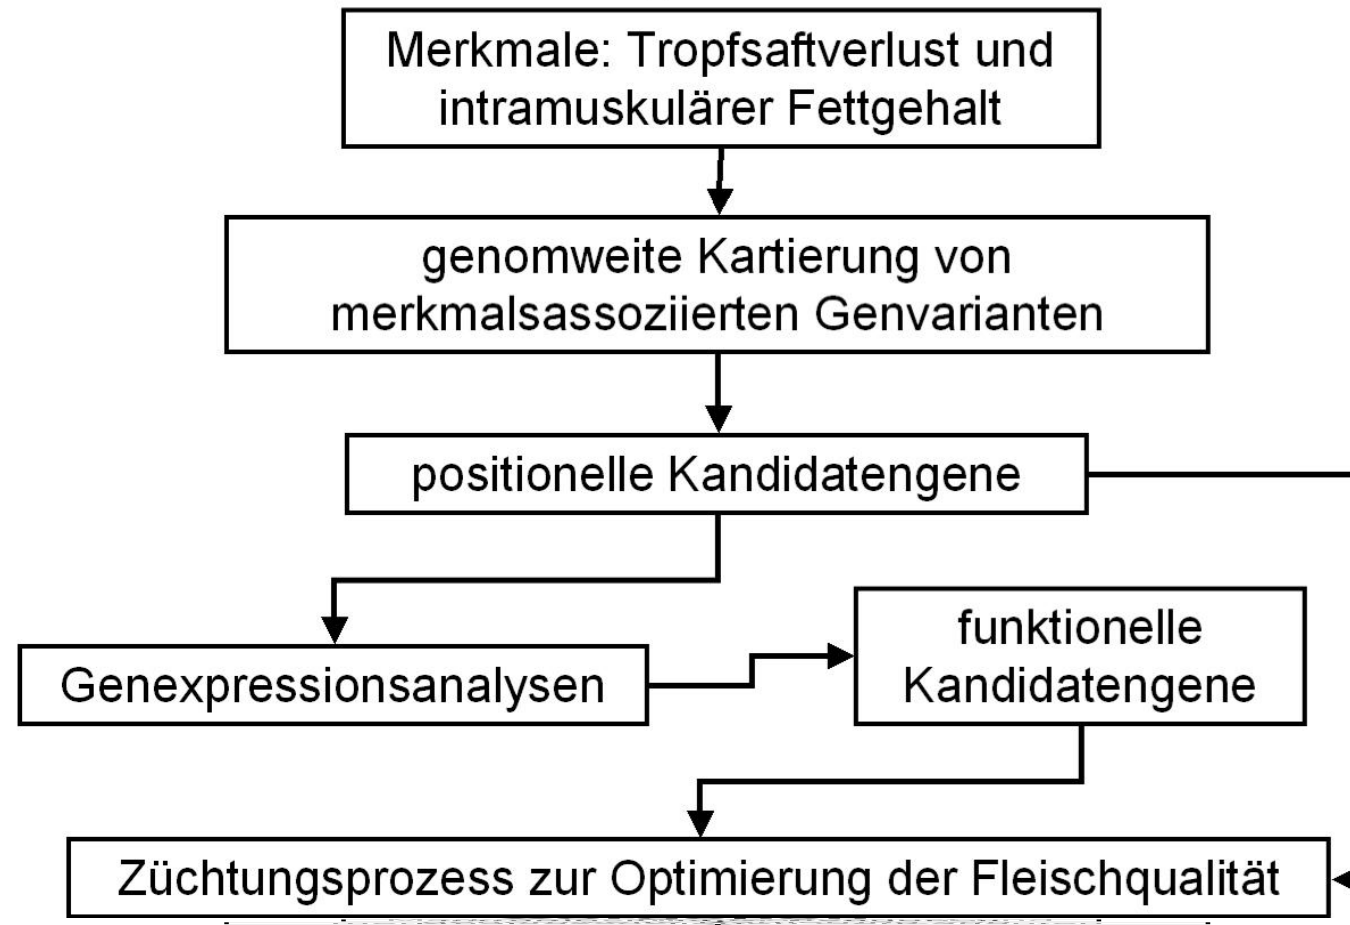 Merkmale: Tropfsaftverlust und
intramuskulärer Fettgehalt
genomweite Kartierung von
merkmalsassoziierten Genvarianten
positionelle Kandidatengene
funktionelle
Kandidatengene
Genexpressionsanalysen
Züchtungsprozess zur Optimierung der Fleischqualität